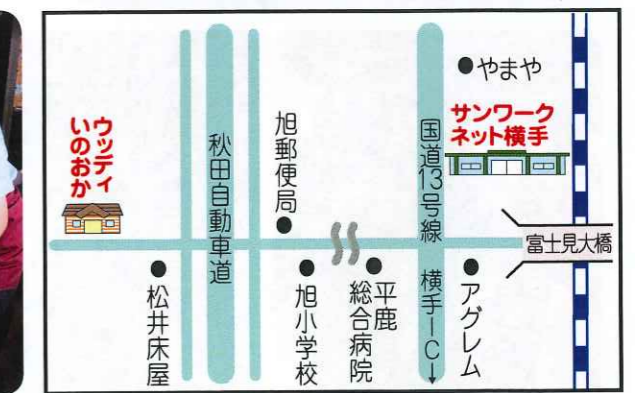 やまや
サンワーク
ネット横手
国道13号線
横手IC↓
旭郵便局
秋田自動車道
ウッディ
いのおか
富士見大橋
アグレム
平鹿
総合病院
旭小学校
松井床屋